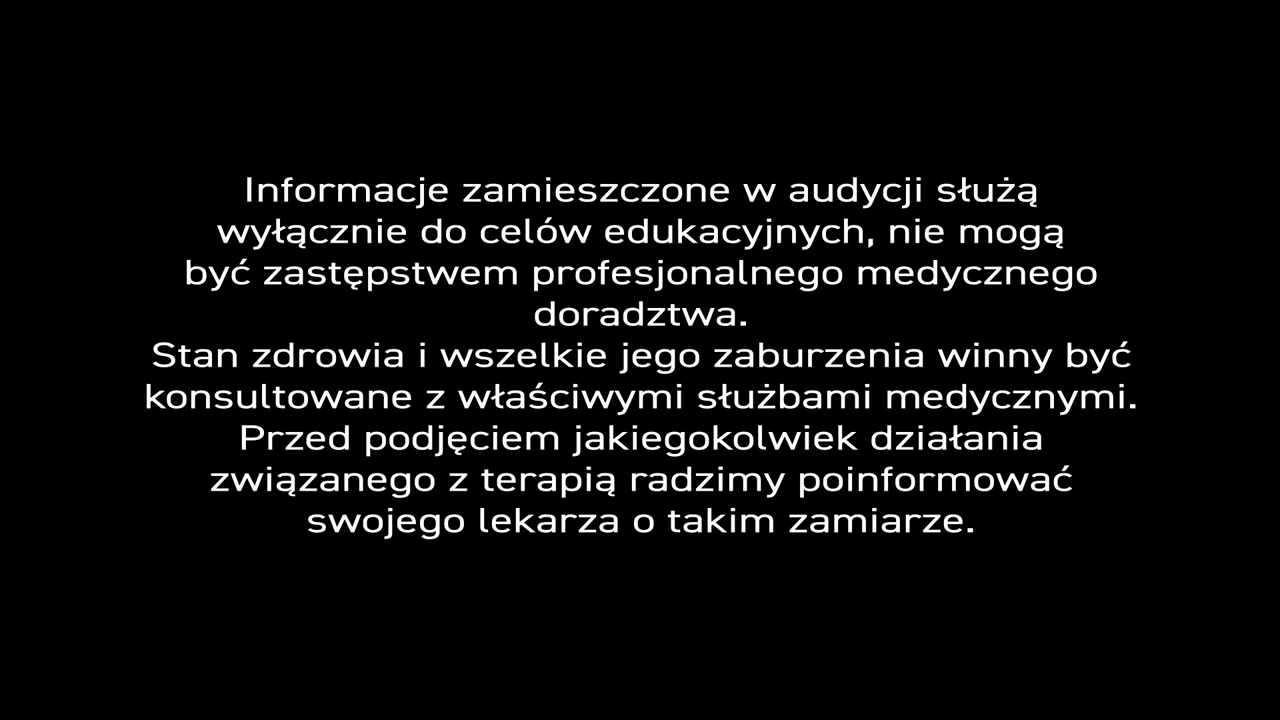 Informacje zamieszczone w audycji służą
wyłącznie do celów edukacyjnych, nie mogą
być zastępstwem profesjonalnego medycznego
doradztwa.
Stan zdrowia i wszelkie jego zaburzenia winny być
konsultowane z właściwymi służbami medycznymi.
Przed podjęciem jakiegokolwiek działania
związanego z terapią radzimy poinformować
swojego lekarza o takim zamiarze.